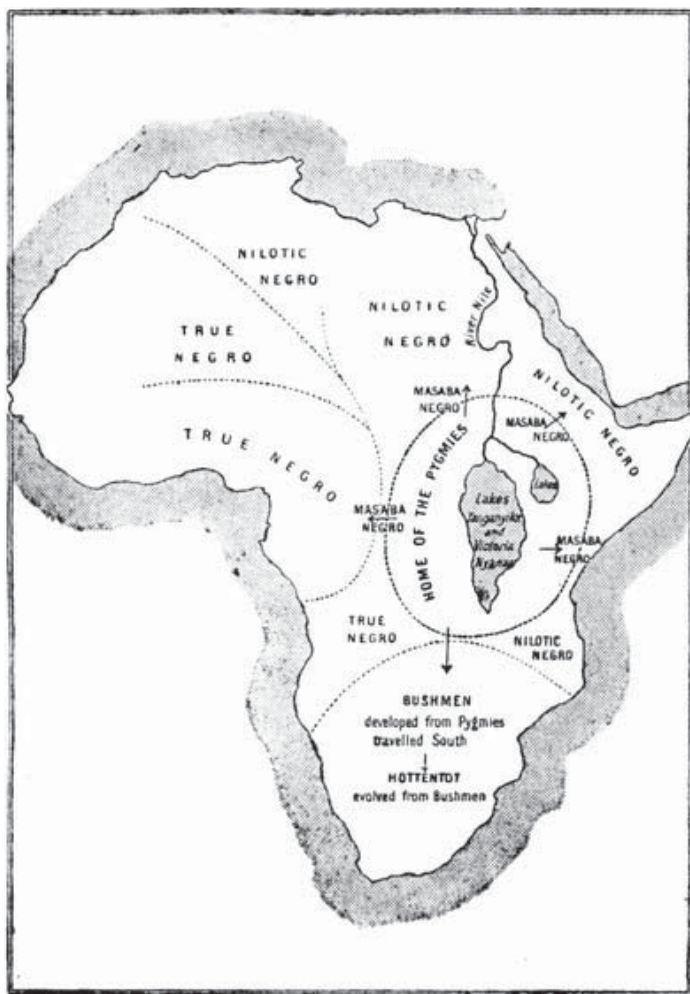 NILOTIC
NEGRO
NILOTIC
NEGRO
River Nile
TRUE
NEGRO
NILOTIC NEGRO
MASABA
NEGRO
MASABA
NEGRO
TRUE NEGRO
HOME OF THE PYGMIES
Lakes
Tanganyika
and
Victoria
Nyanza
MASABA
NEGRO
MASABA
NEGRO
TRUE
NEGRO
NILOTIC
NEGRO
BUSHMEN
developed from Pygmies
travelled South
HOTTENTOT
evolved from Bushmen